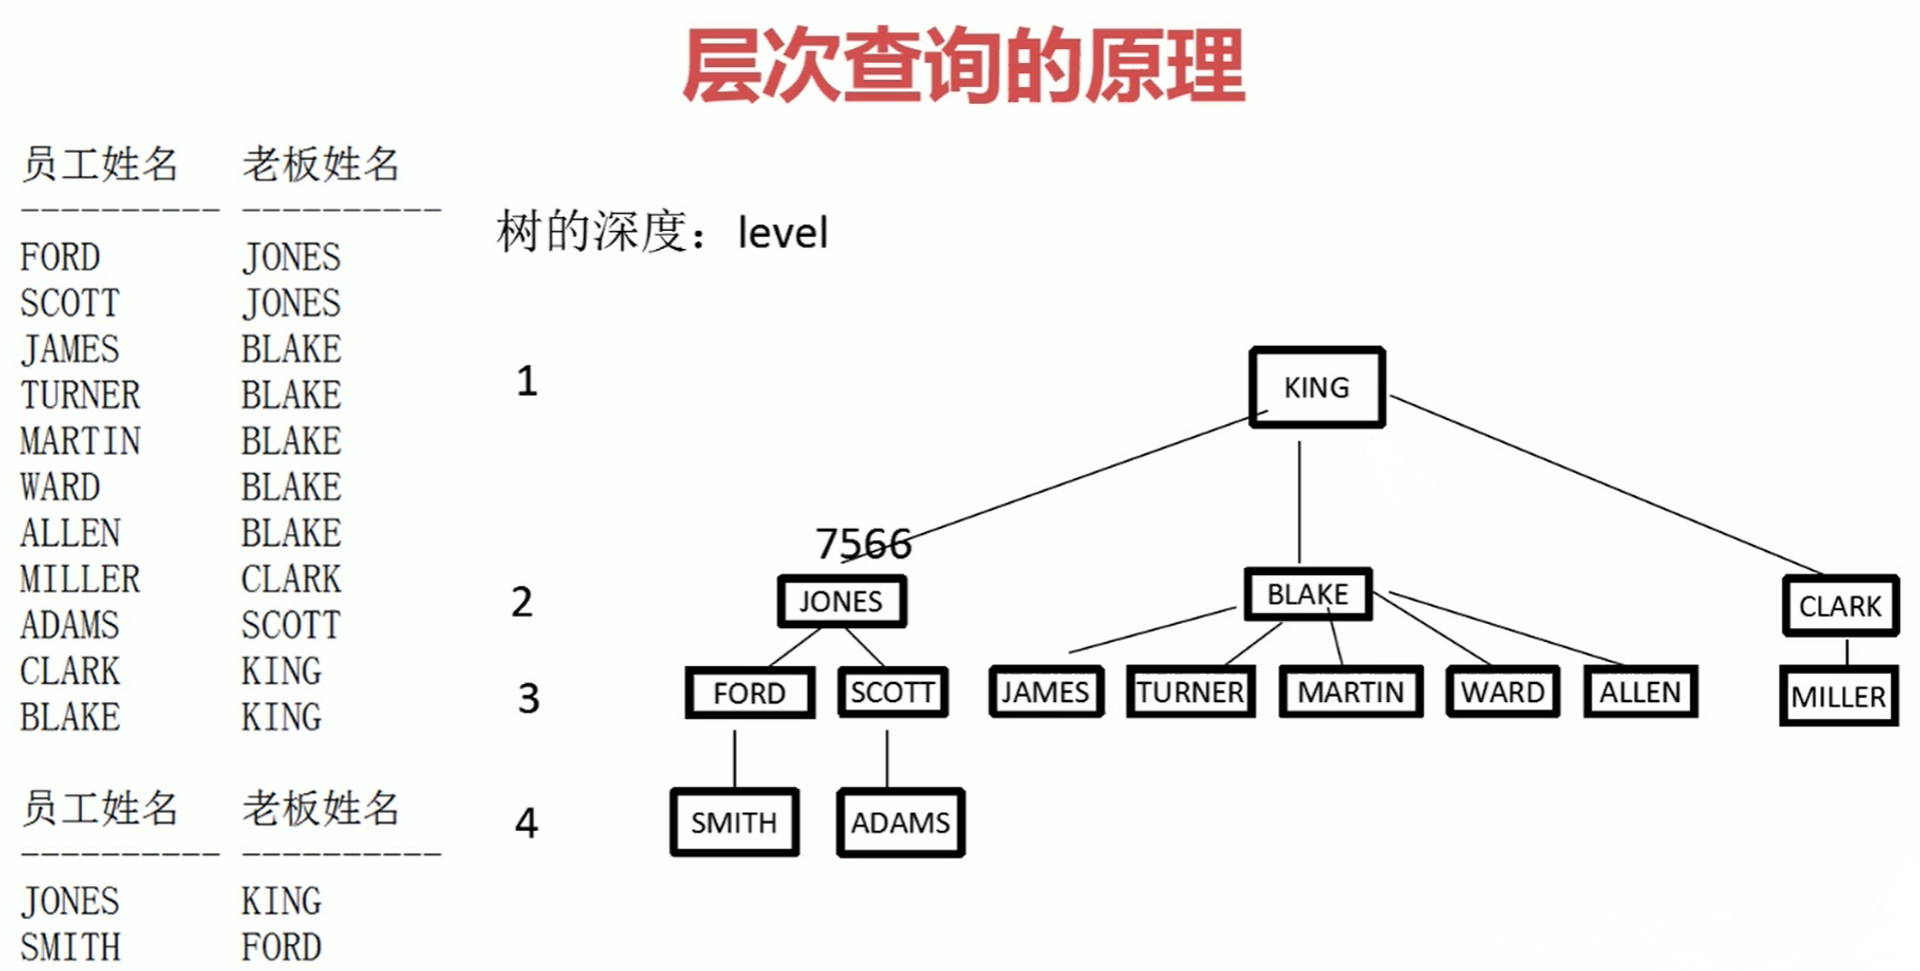 层次查询的原理
员工姓名 老板姓名
---------- ----------
FORD JONES
SCOTT JONES
JAMES BLAKE
TURNER BLAKE
MARTIN BLAKE
WARD BLAKE
ALLEN BLAKE
MILLER CLARK
ADAMS SCOTT
CLARK KING
BLAKE KING
员工姓名 老板姓名
---------- ----------
JONES KING
SMITH FORD
树的深度：level
1
KING
7566
2
JONES
BLAKE
CLARK
3
FORD
SCOTT
JAMES
TURNER
MARTIN
WARD
ALLEN
MILLER
4
SMITH
ADAMS